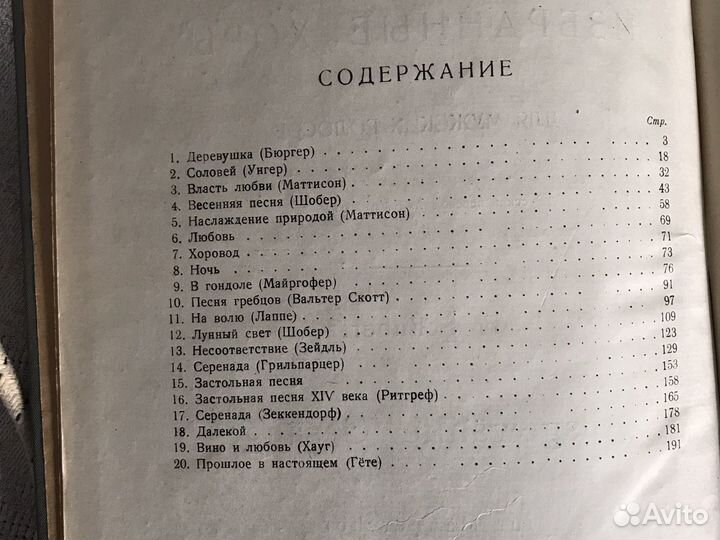 СОДЕРЖАНИЕ
Стр.
1. Деревушка (Бюргер) 3
2. Соловей (Унгер) 18
3. Власть любви (Маттисон) 32
4. Весенняя песня (Шобер) 43
5. Наслаждение природой (Маттисон) 58
6. Любовь 69
7. Хоровод 71
8. Ночь 73
9. В гондоле (Майргофер) 76
10. Песня гребцов (Вальтер Скотт) 91
11. На волю (Лаппе) 97
12. Лунный свет (Шобер) 109
13. Несоответствие (Зейдль) 123
14. Серенада (Грильпарцер) 129
15. Застольная песня 153
16. Застольная песня XIV века (Ритгреф) 158
17. Серенада (Зеккендорф) 165
18. Далекой 178
19. Вино и любовь (Хауг) 181
20. Прошлое в настоящем (Гёте) 191
Avito